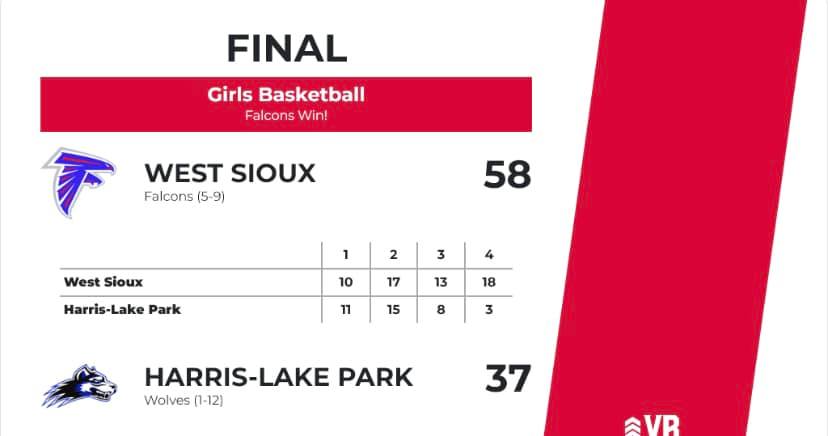 FINAL
Girls Basketball
Falcons Win!
WEST SIOUX 58
Falcons (5-9)
1 2 3 4
West Sioux 10 17 13 18
Harris-Lake Park 11 15 8 3
HARRIS-LAKE PARK 37
Wolves (1-12)
VB